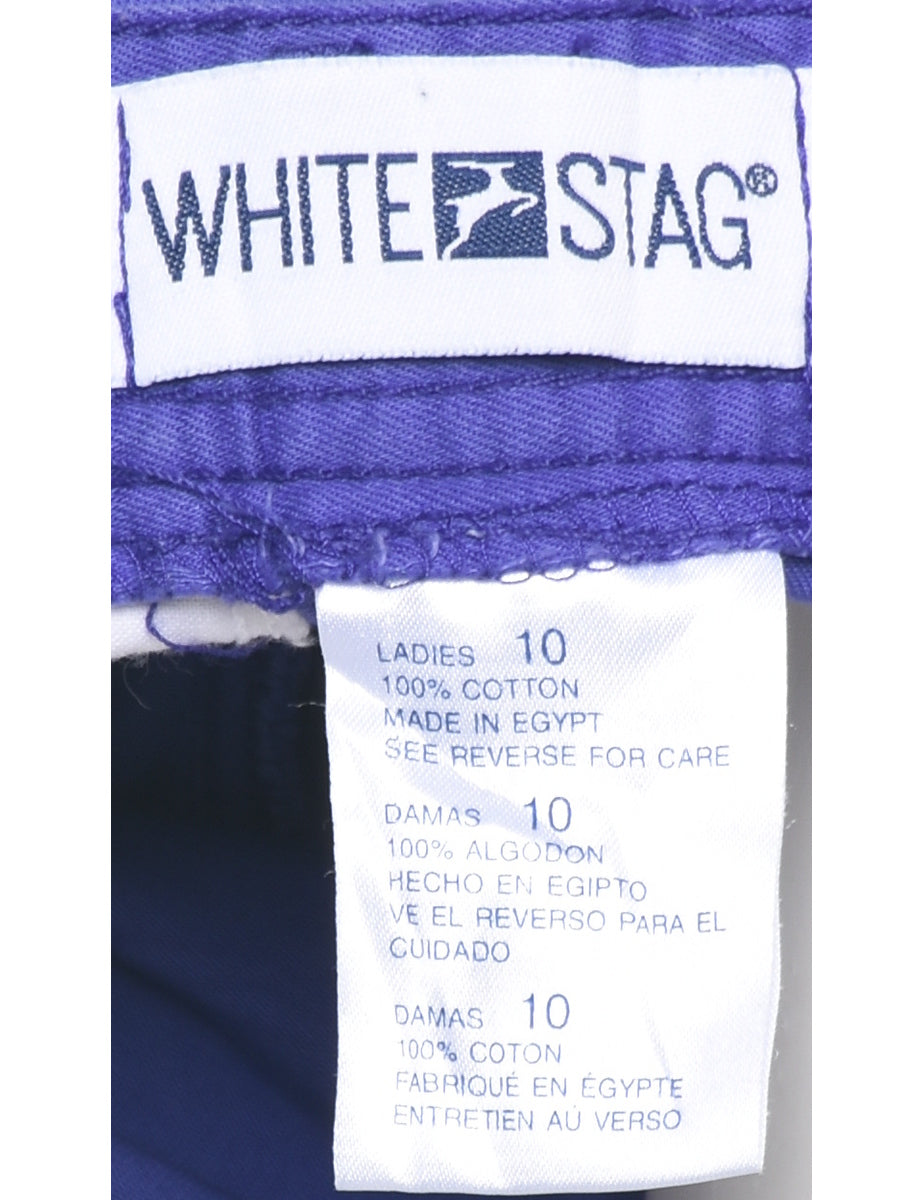 WHITE STAG®
LADIES 10
100% COTTON
MADE IN EGYPT
SEE REVERSE FOR CARE
DAMAS 10
100% ALGODON
HECHO EN EGIPTO
VE EL REVERSO PARA EL
CUIDADO
DAMAS 10
100% COTON
FABRIQUÉ EN ÉGYPTE
ENTRETIEN AU VERSO